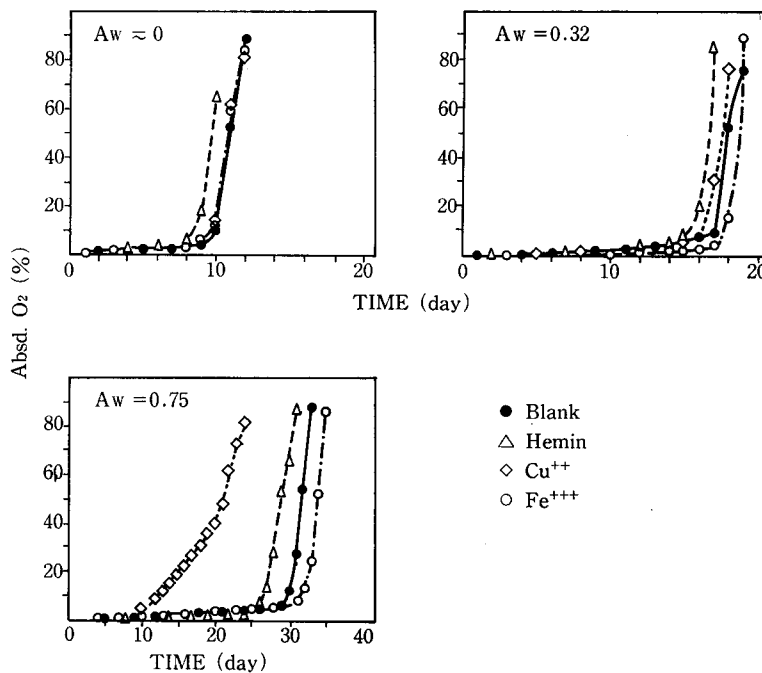 Aw ≈ 0
80
60
40
20
0
10
20
Aw = 0.32
80
60
40
20
0
10
20
Absd. O₂ (%)
TIME (day)
Aw = 0.75
80
60
40
20
0
10
20
30
40
TIME (day)
● Blank
△ Hemin
◇ Cu⁺⁺
○ Fe⁺⁺⁺